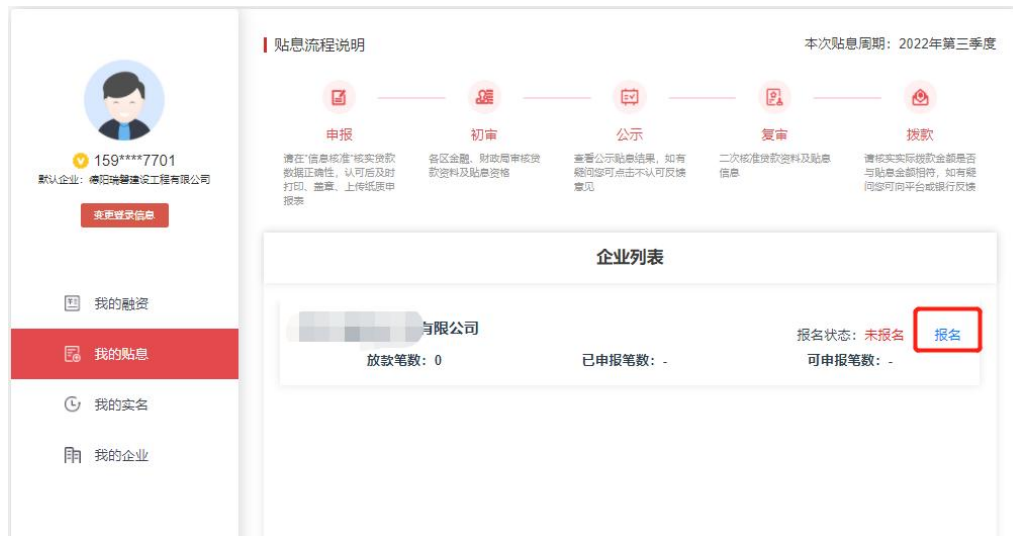 贴息流程说明
本次贴息周期：2022年第三季度
申报
初审
公示
复审
拨款
请在"信息核准"核实贷款
数据正确性，认可后及时
打印、盖章、上传纸质申
报表
各区金融、财政局审核贷
款资料及贴息资格
查看公示贴息结果，如有
疑问您可点击不认可反馈
意见
二次核准贷款资料及贴息
信息
请核实实际拨款金额是否
与贴息金额相符，如有疑
问您可向平台或银行反馈
159****7701
默认企业：德阳瑞磐建设工程有限公司
变更登录信息
我的融资
我的贴息
我的实名
我的企业
企业列表
有限公司
报名状态：未报名 报名
放款笔数：0
已申报笔数：-
可申报笔数：-